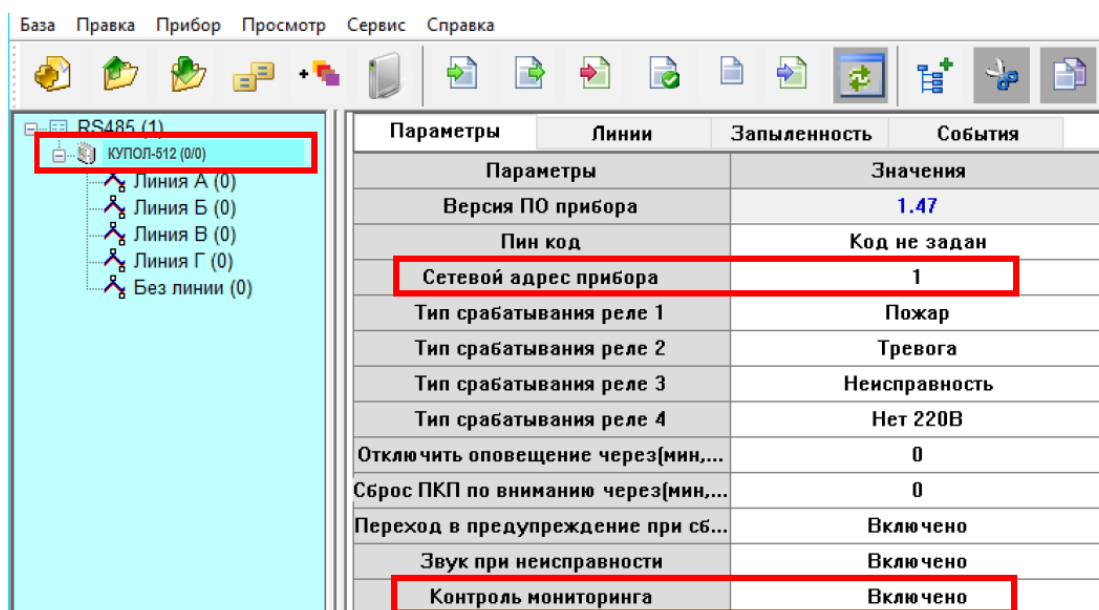 База Правка Прибор Просмотр Сервис Справка
RS485 (1)
КУПОЛ-512 (0/0)
Линия А (0)
Линия Б (0)
Линия В (0)
Линия Г (0)
Без линии (0)
Параметры Линии Запыленность События
Параметры Значения
Версия ПО прибора 1.47
Пин код Код не задан
Сетевой адрес прибора 1
Тип срабатывания реле 1 Пожар
Тип срабатывания реле 2 Тревога
Тип срабатывания реле 3 Неисправность
Тип срабатывания реле 4 Нет 220В
Отключить оповещение через(мин,... 0
Сброс ПКП по вниманию через(мин,... 0
Переход в предупреждение при сб... Включено
Звук при неисправности Включено
Контроль мониторинга Включено